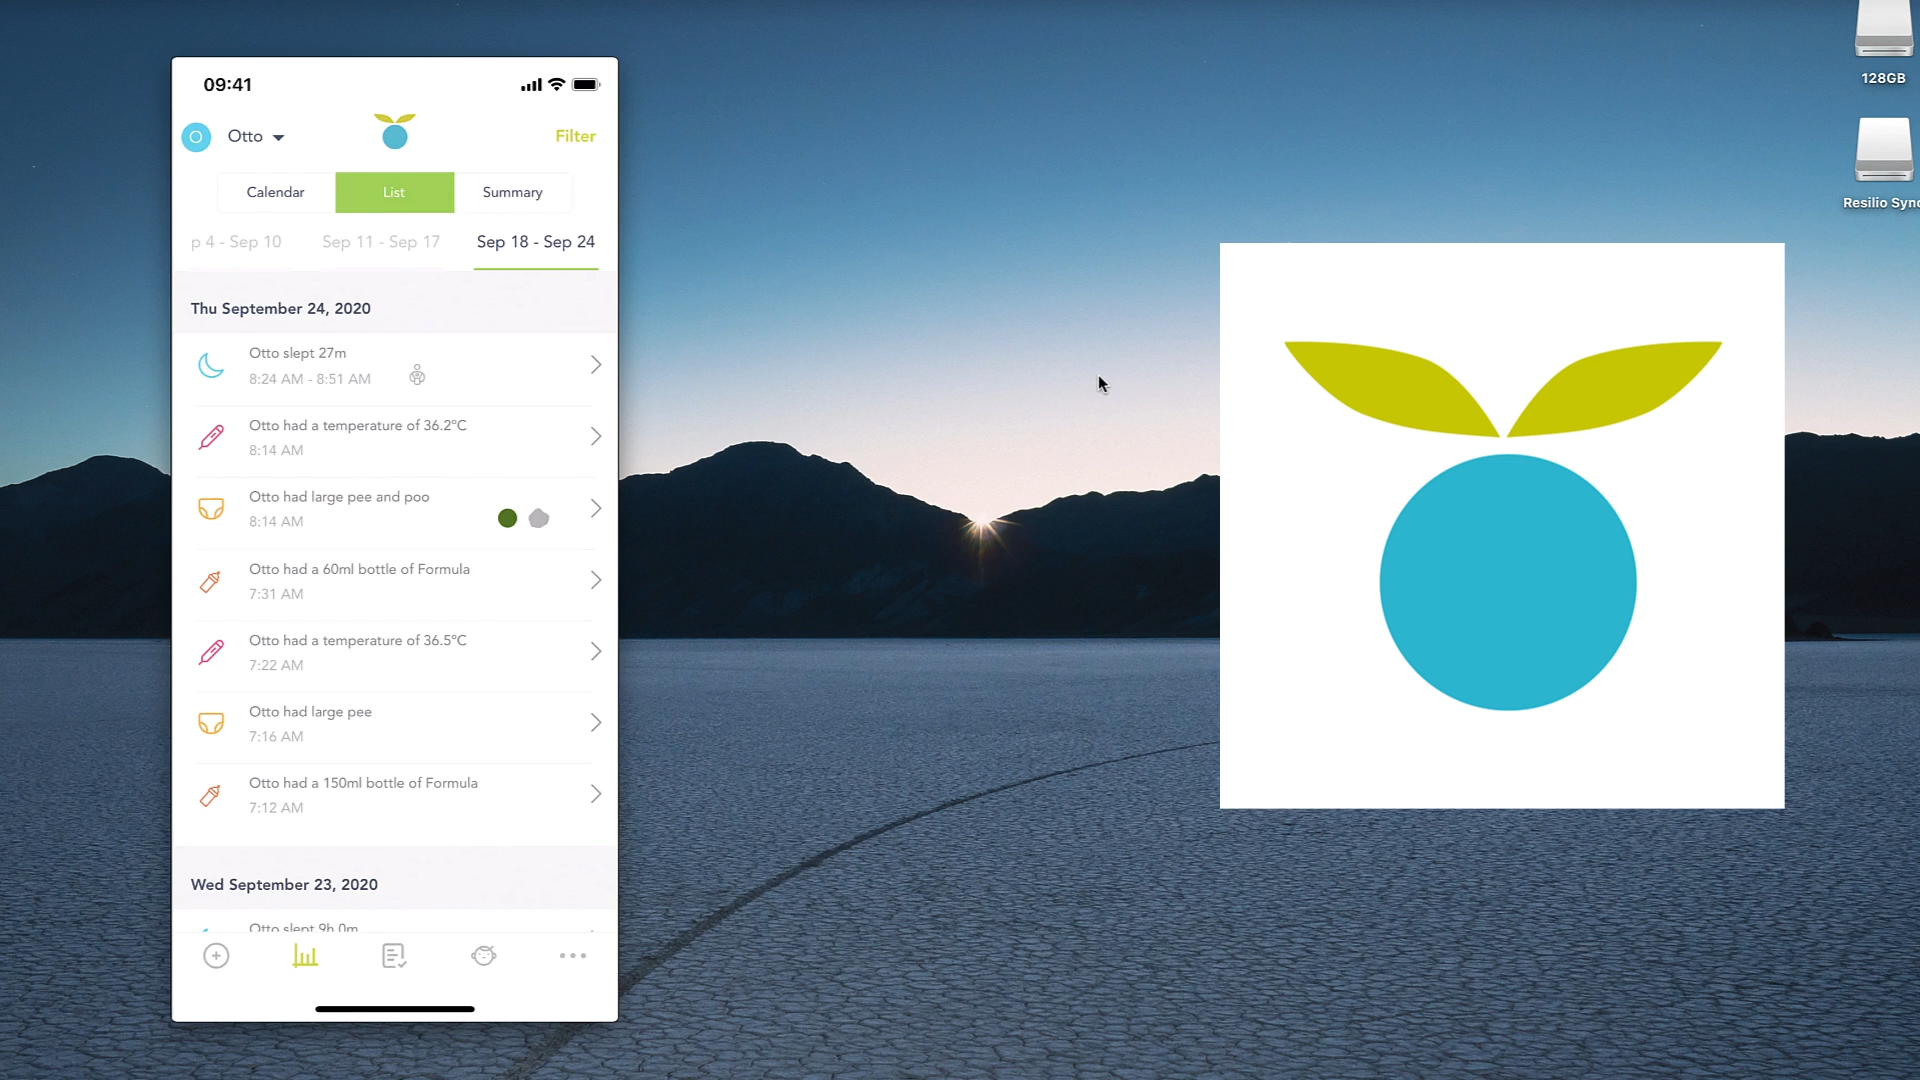 09:41
O
Otto
Filter
Calendar
List
Summary
p 4 - Sep 10
Sep 11 - Sep 17
Sep 18 - Sep 24
Thu September 24, 2020
Otto slept 27m
8:24 AM - 8:51 AM
Otto had a temperature of 36.2ºC
8:14 AM
Otto had large pee and poo
8:14 AM
Otto had a 60ml bottle of Formula
7:31 AM
Otto had a temperature of 36.5ºC
7:22 AM
Otto had large pee
7:16 AM
Otto had a 150ml bottle of Formula
7:12 AM
Wed September 23, 2020
Otto slept 9h 0m
128GB
Resilio Sync